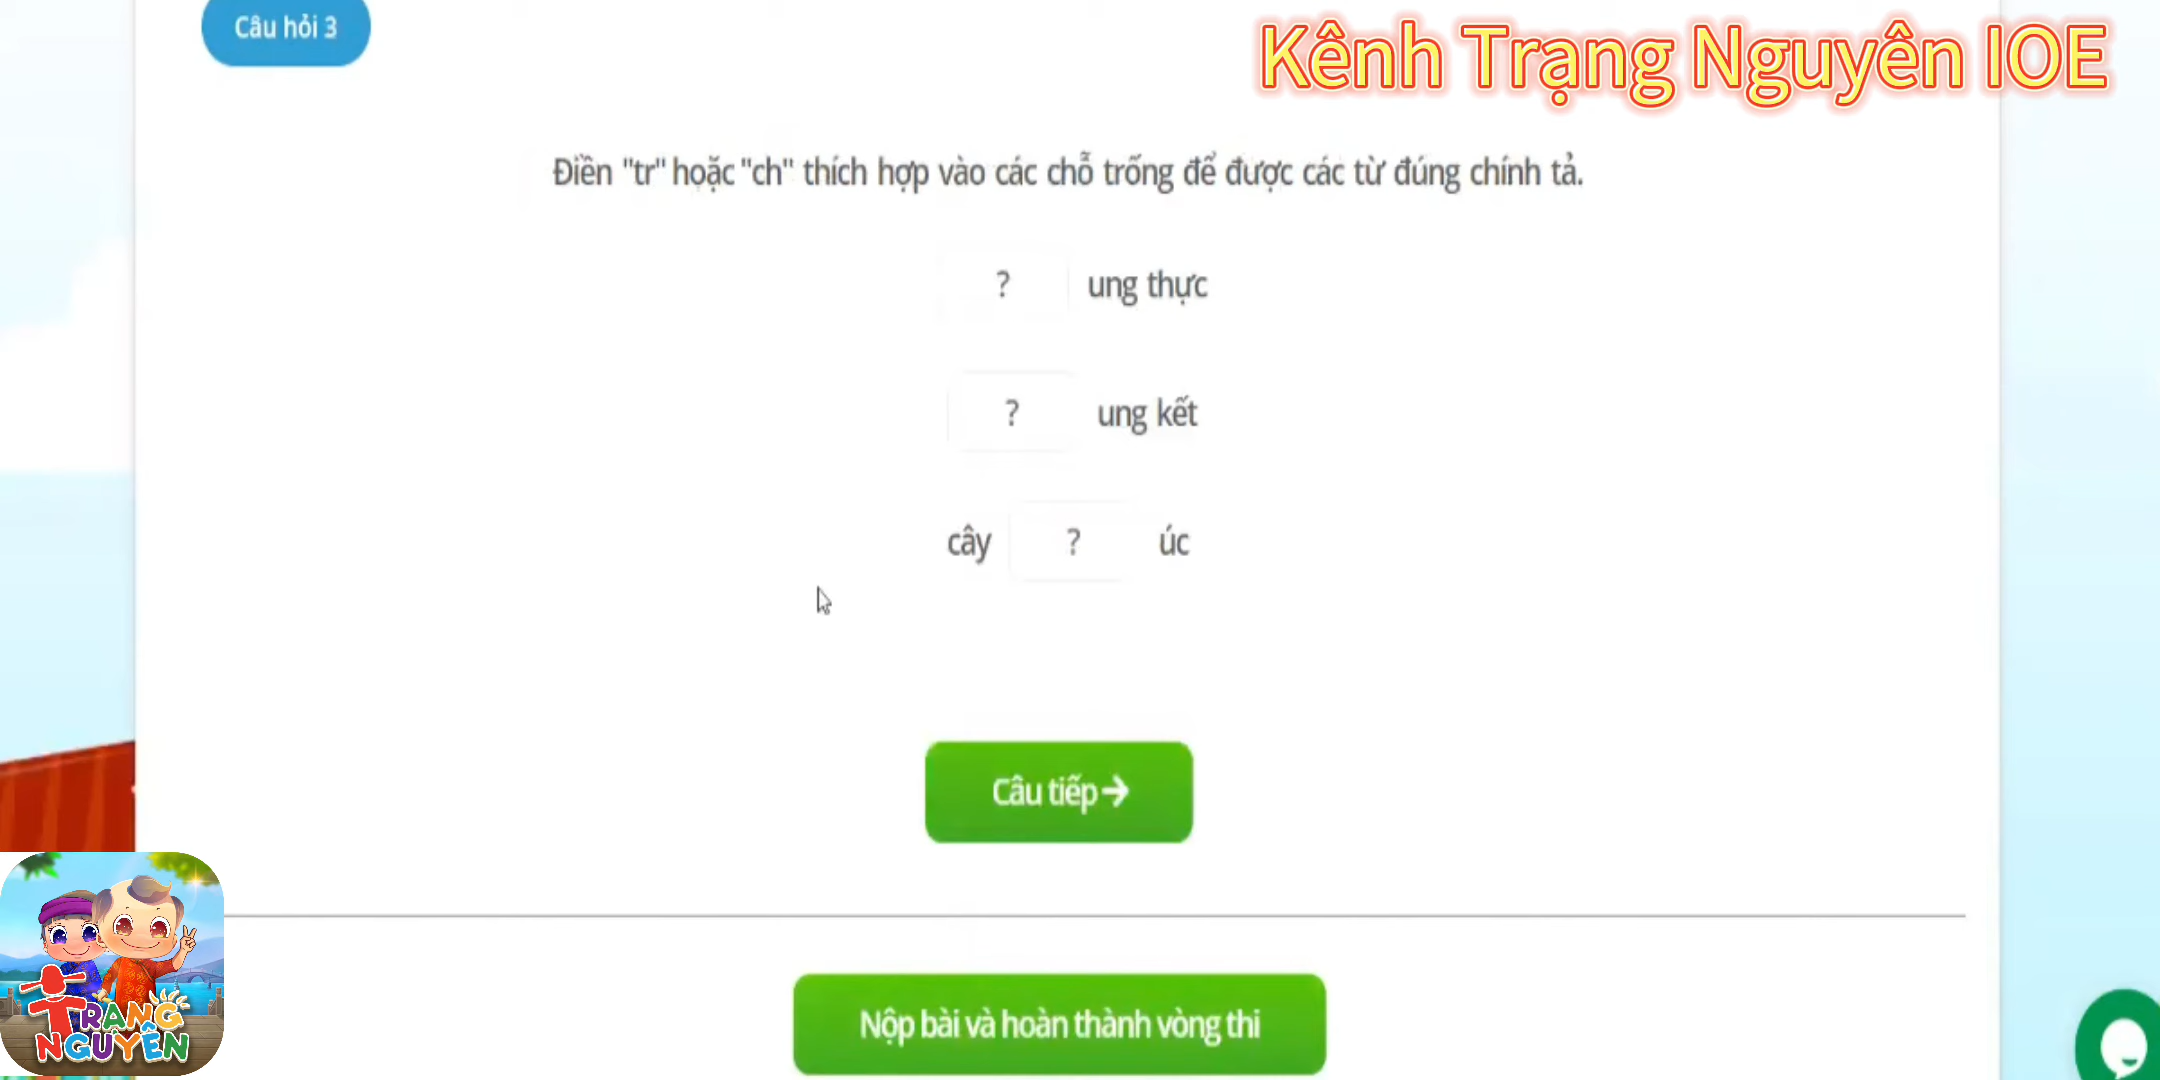 Câu hỏi 3
Kênh Trạng Nguyên IOE
Điền "tr" hoặc "ch" thích hợp vào các chỗ trống để được các từ đúng chính tả.
? ung thực
? ung kết
cây ? úc
Câu tiếp→
TRẠNG
NGUYÊN
Nộp bài và hoàn thành vòng thi